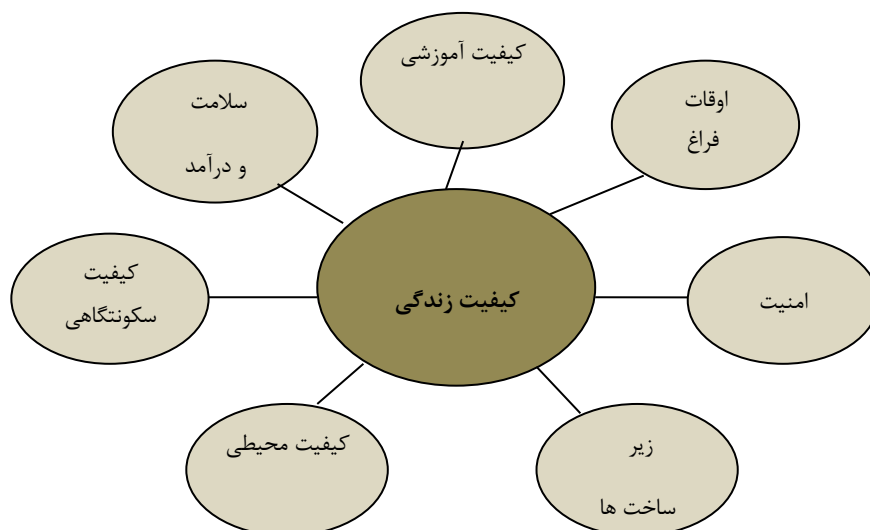 کیفیت آموزشی
اوقات
فراغ
سلامت
و درآمد
امنیت
کیفیت زندگی
کیفیت
سکونتگاهی
زیر
ساخت ها
کیفیت محیطی